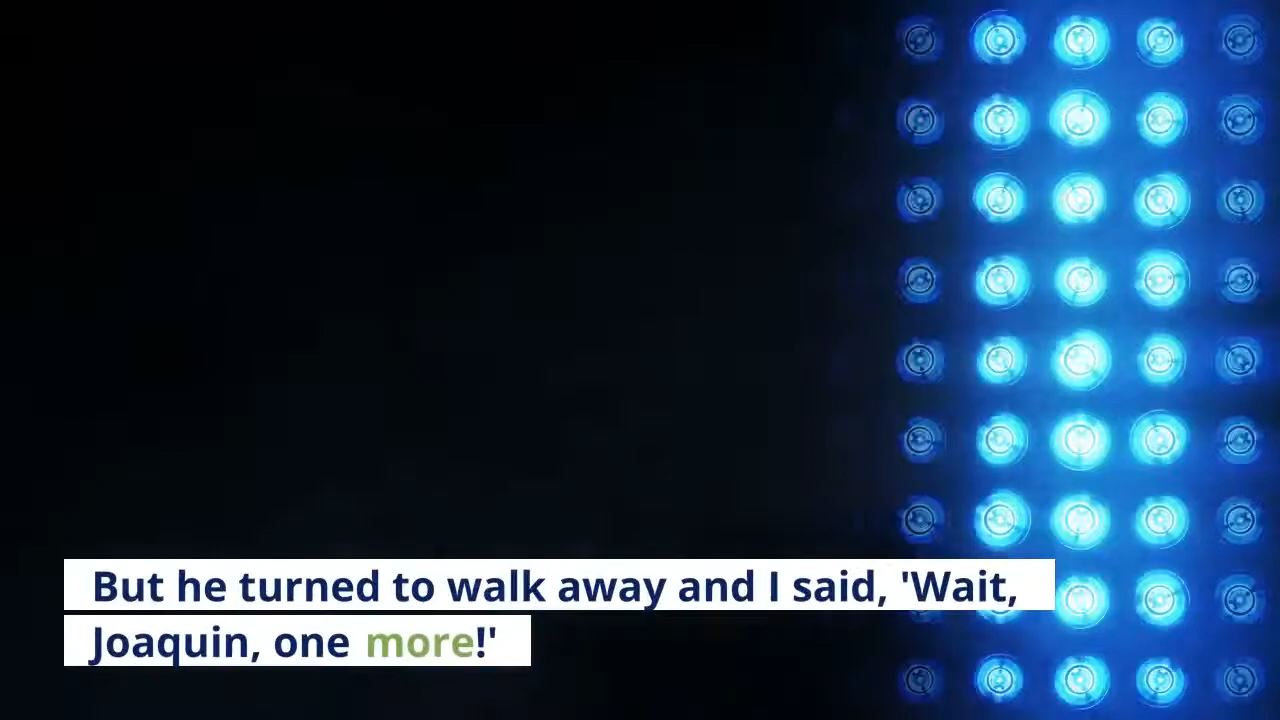 But he turned to walk away and I said, 'Wait,
Joaquin, one more!'